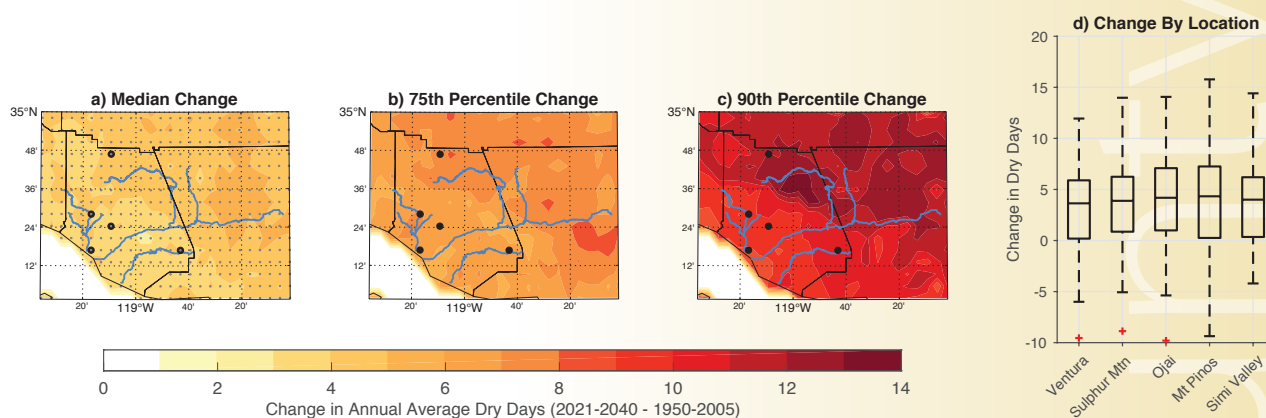 d) Change By Location
a) Median Change
b) 75th Percentile Change
c) 90th Percentile Change
35°N
48'
36'
24'
12'
20'
119°W
40'
20'
35°N
48'
36'
24'
12'
20'
119°W
40'
20'
35°N
48'
36'
24'
12'
20'
119°W
40'
20'
0
2
4
6
8
10
12
14
Change in Annual Average Dry Days (2021-2040 - 1950-2005)
Change in Dry Days
20
15
10
5
0
-5
-10
Ventura
Sulphur Mtn
Ojai
Mt Pinos
Simi Valley